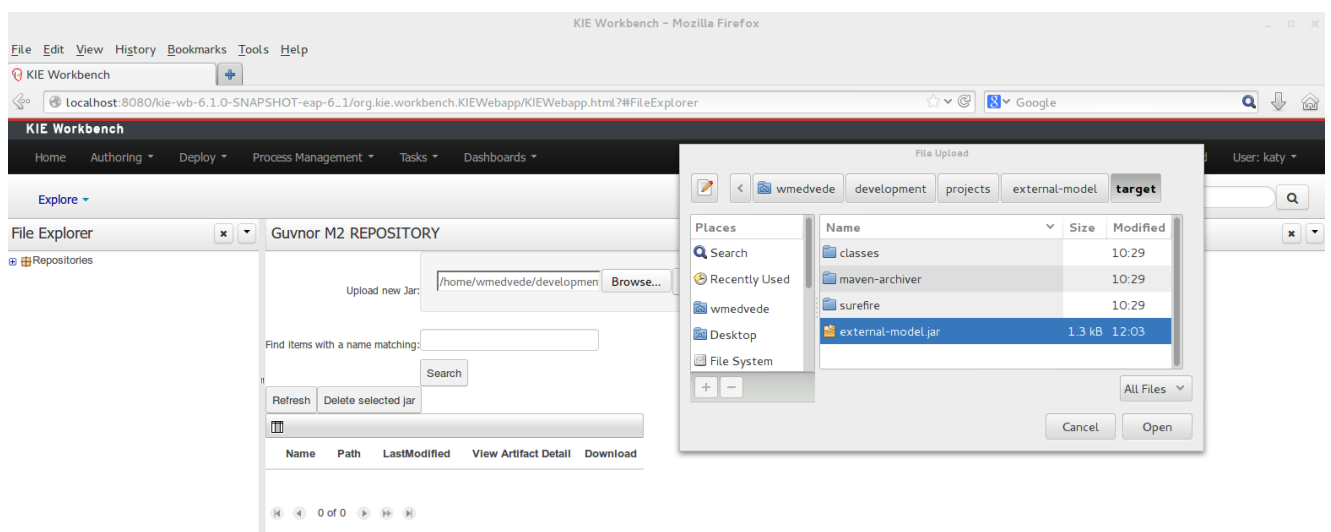 KIE Workbench - Mozilla Firefox
File Edit View History Bookmarks Tools Help
KIE Workbench
localhost:8080/kie-wb-6.1.0-SNAPSHOT-eap-6_1/org.kie.workbench.KIEWebapp/KIEWebapp.html?#FileExplorer
Google
KIE Workbench
Home Authoring Deploy Process Management Tasks Dashboards
User: katy
Explore
File Explorer
Repositories
Guvnor M2 REPOSITORY
Upload new Jar: /home/wmedvede/developmen Browse...
Find items with a name matching:
Search
Refresh Delete selected jar
Name Path LastModified View Artifact Detail Download
0 of 0
File Upload
wmedvede development projects external-model target
Places
Search
Recently Used
wmedvede
Desktop
File System
Name Size Modified
classes 10:29
maven-archiver 10:29
surefire 10:29
external-model.jar 1.3 kB 12:03
All Files
Cancel Open